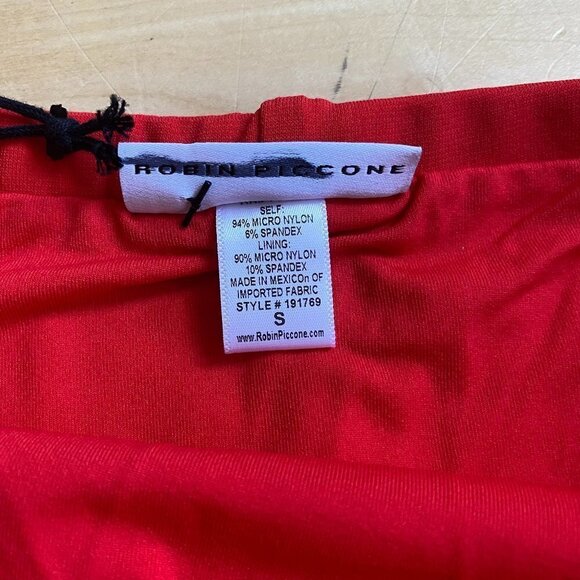 ROBIN PICCONE
SELF:
94% MICRO NYLON
6% SPANDEX
LINING:
90% MICRO NYLON
10% SPANDEX
MADE IN MEXICOn OF
IMPORTED FABRIC
STYLE # 191769
S
www.RobinPiccone.com